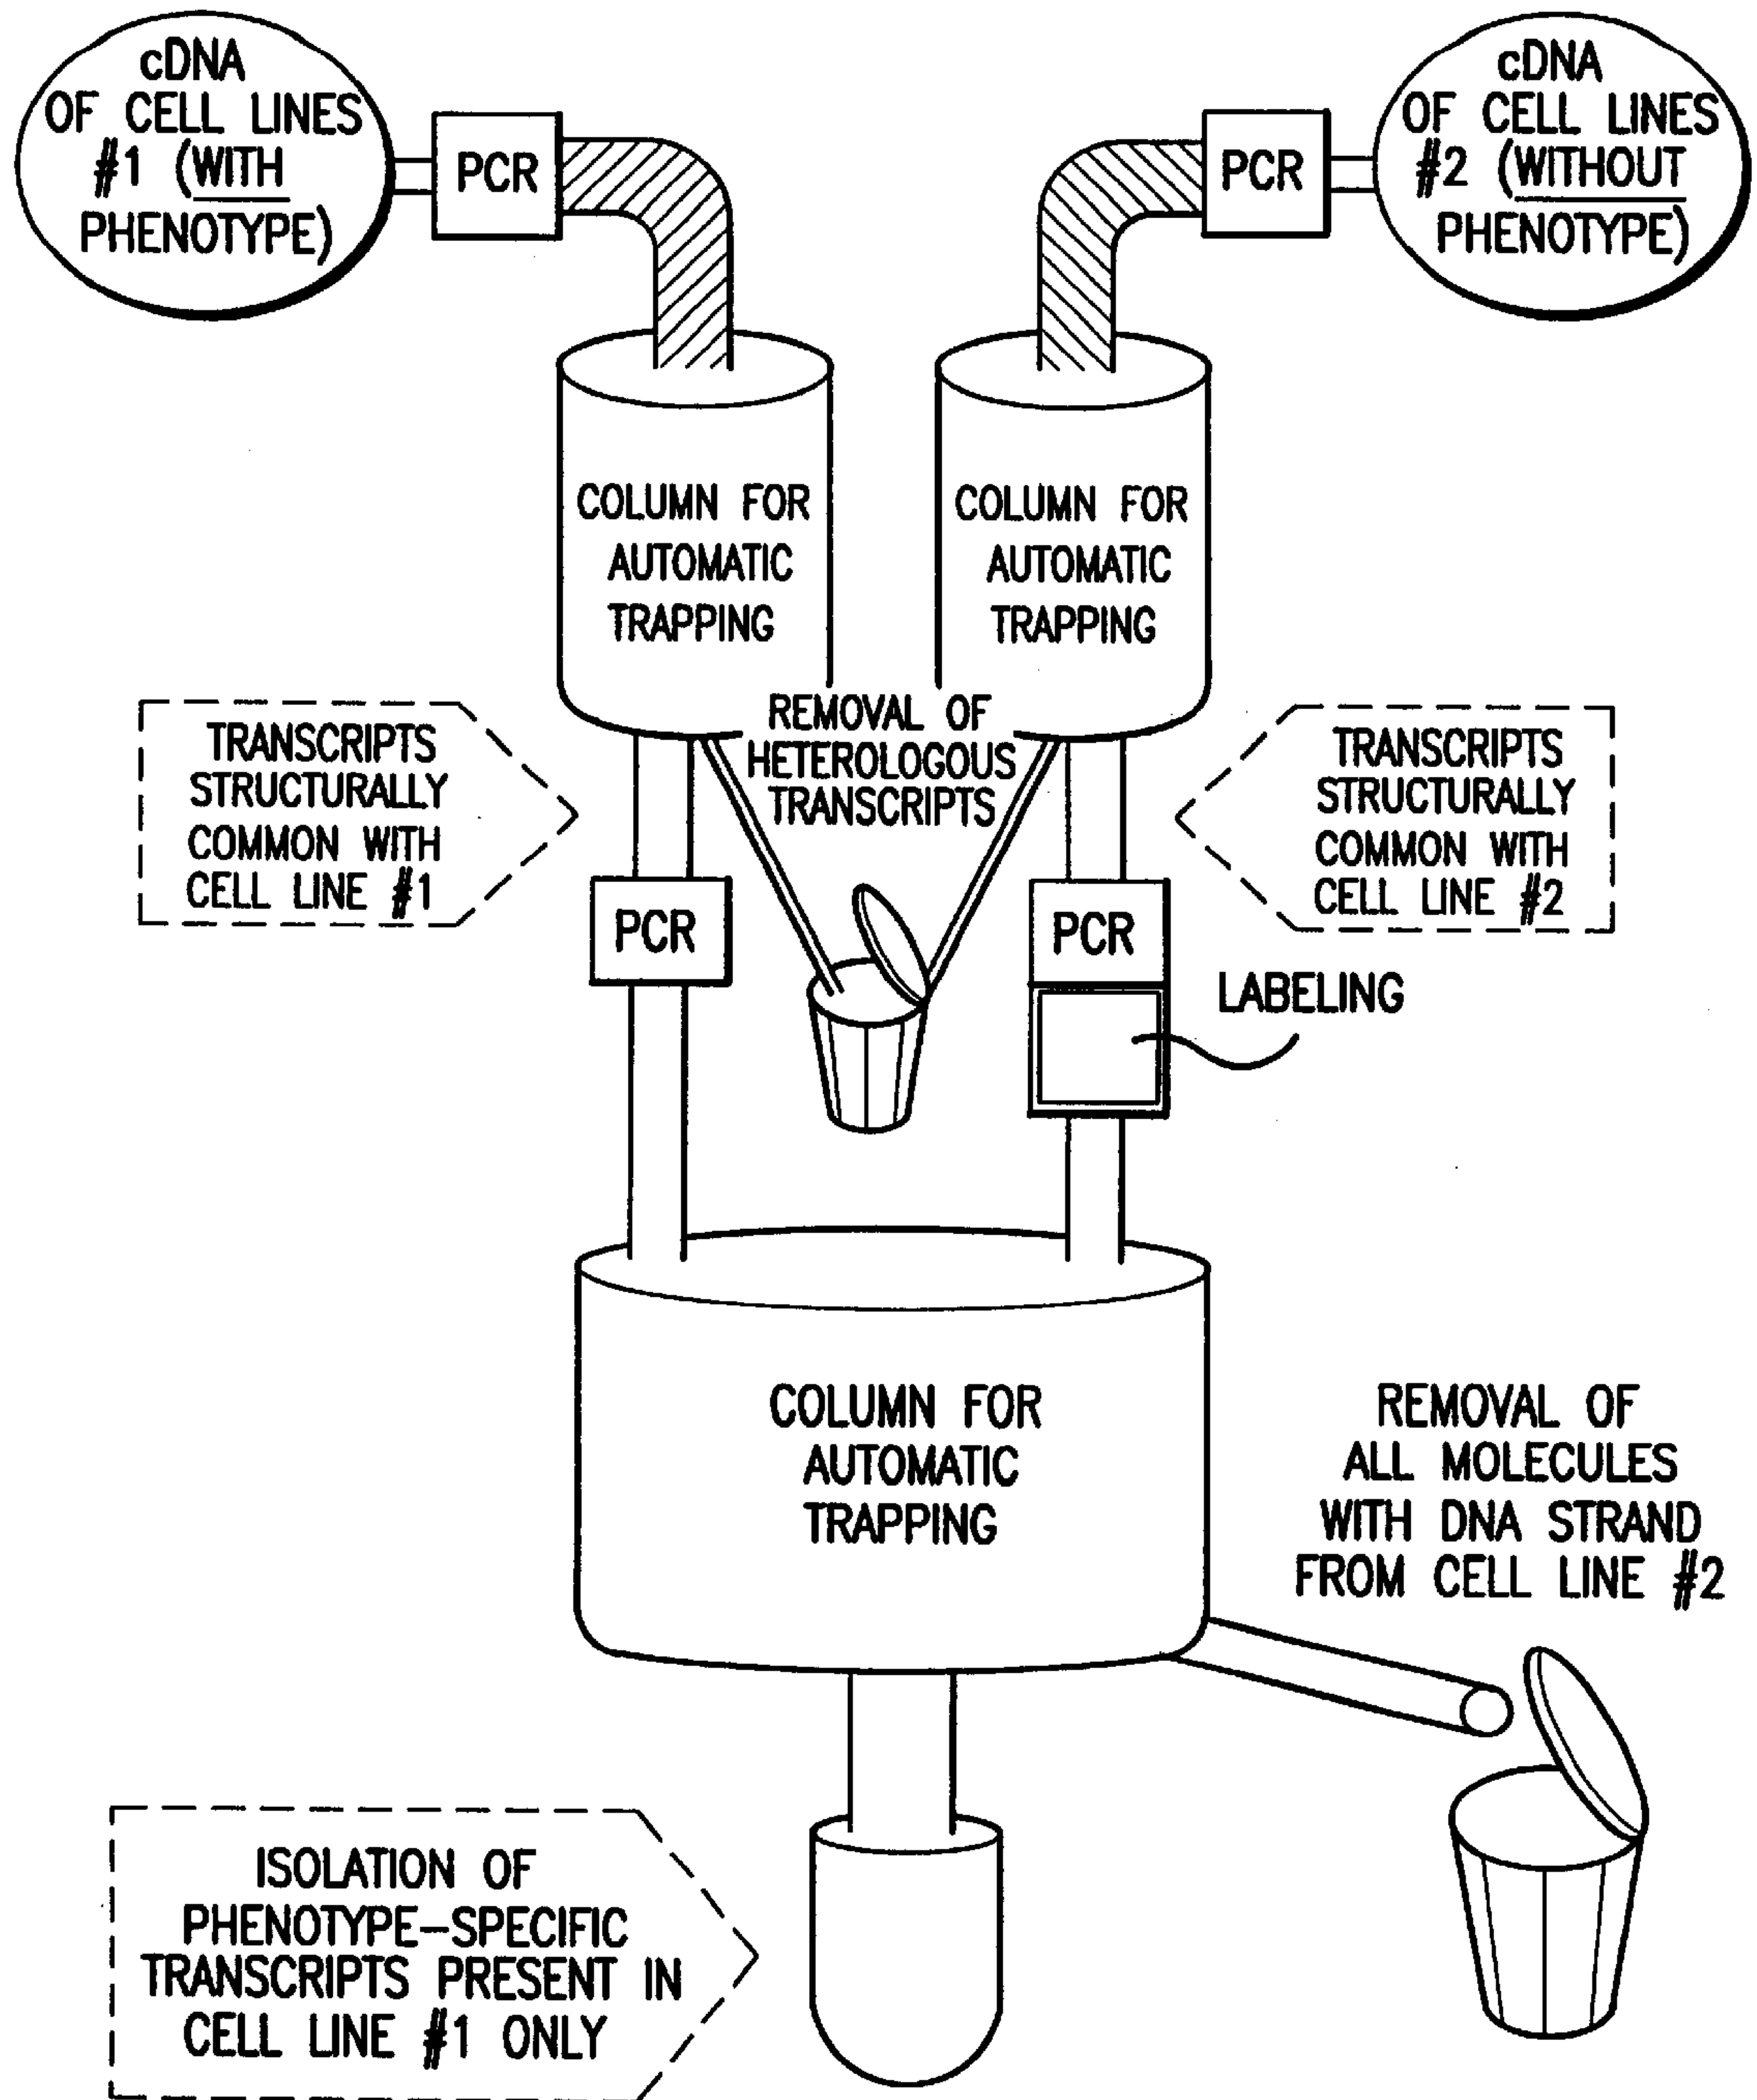 cDNA
OF CELL LINES
#1 (WITH
PHENOTYPE)
PCR
PCR
cDNA
OF CELL LINES
#2 (WITHOUT
PHENOTYPE)
COLUMN FOR
AUTOMATIC
TRAPPING
COLUMN FOR
AUTOMATIC
TRAPPING
REMOVAL OF
HETEROLOGOUS
TRANSCRIPTS
TRANSCRIPTS
STRUCTURALLY
COMMON WITH
CELL LINE #1
TRANSCRIPTS
STRUCTURALLY
COMMON WITH
CELL LINE #2
PCR
PCR
LABELING
COLUMN FOR
AUTOMATIC
TRAPPING
REMOVAL OF
ALL MOLECULES
WITH DNA STRAND
FROM CELL LINE #2
ISOLATION OF
PHENOTYPE-SPECIFIC
TRANSCRIPTS PRESENT IN
CELL LINE #1 ONLY